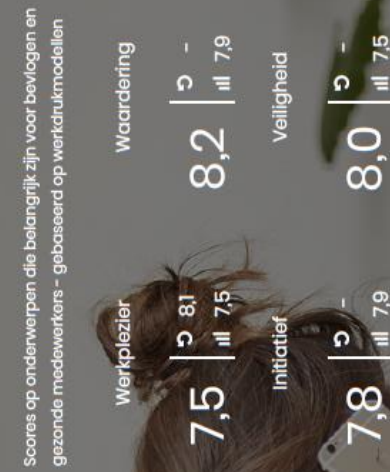 Scores op onderwerpen die belangrijk zijn voor bevlogen en
gezonde medewerkers - gebaseerd op werkdrukmodellen
Werkplezier
7,5
8,1
7,5
Waardering
8,2
-
7,9
Initiatief
7,8
-
7,9
Veiligheid
8,0
-
7,5